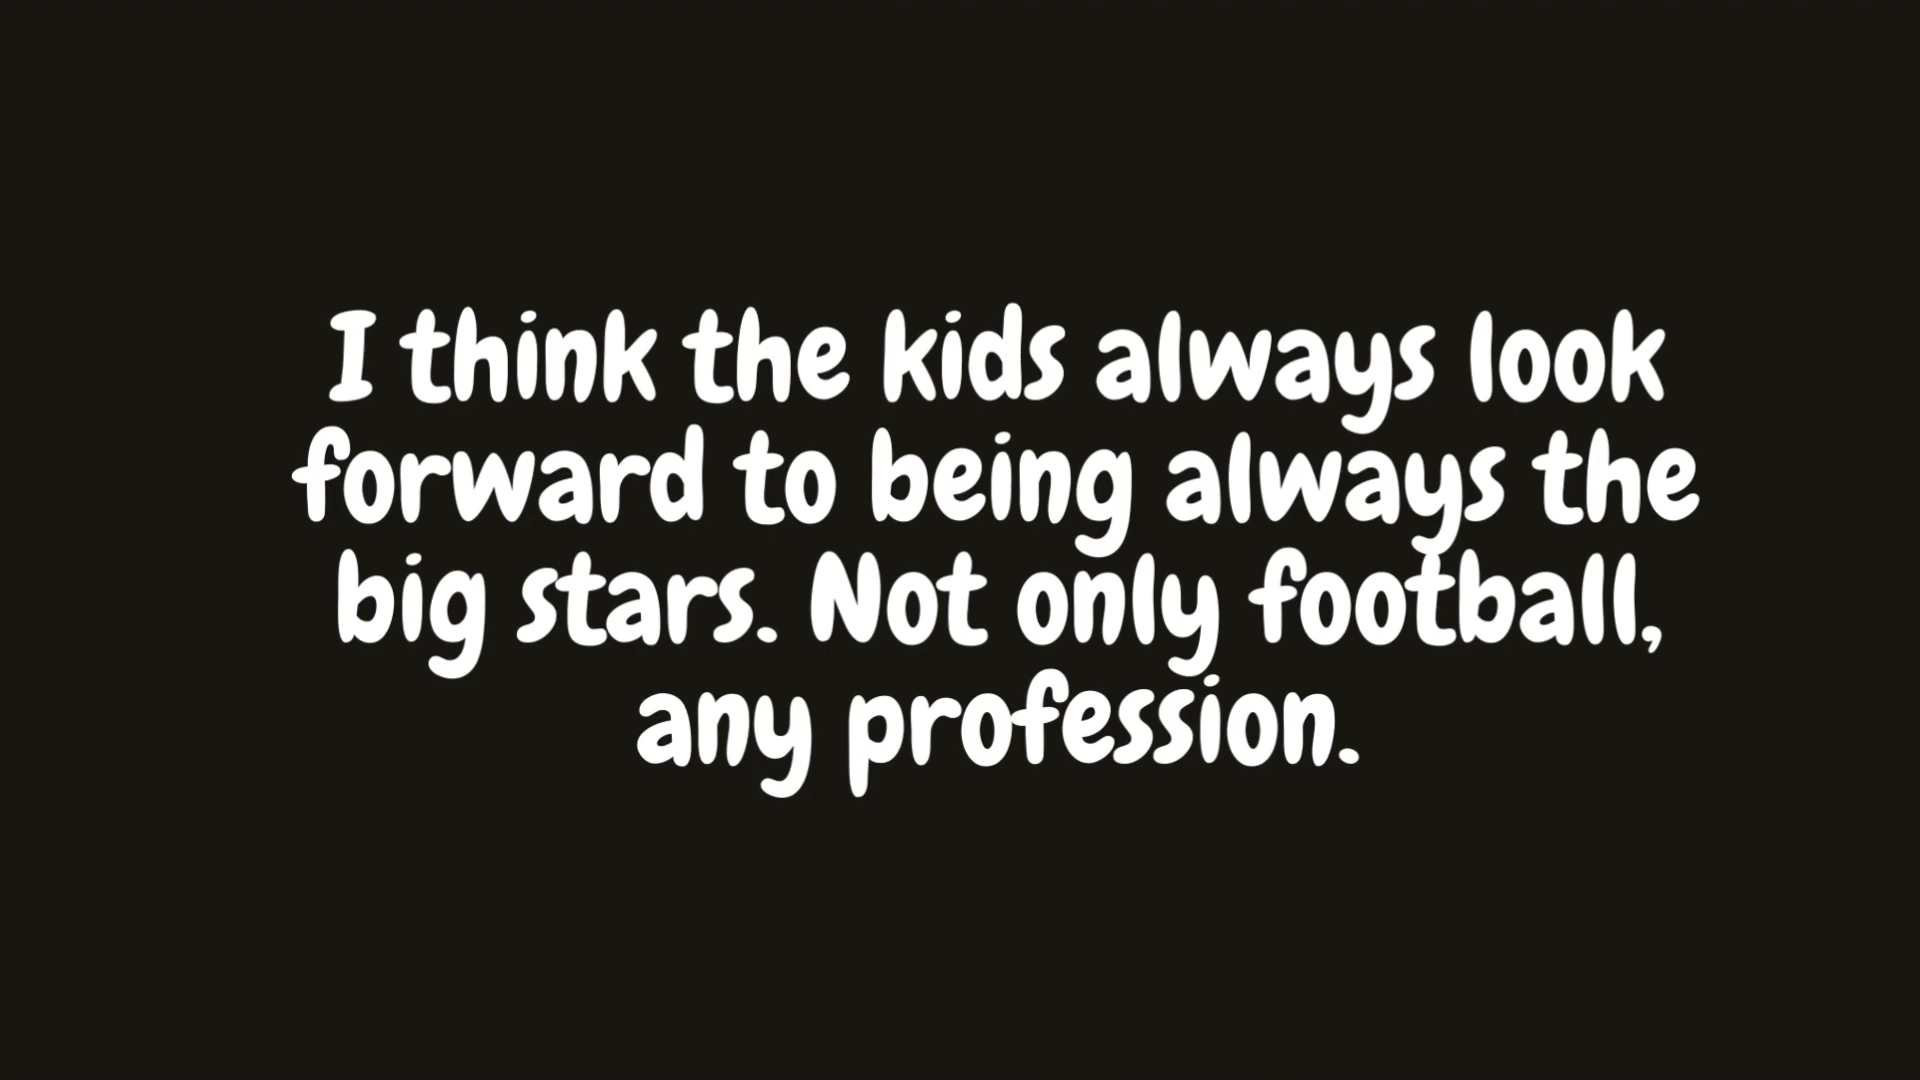 I think the kids always look
forward to being always the
big stars. Not only football,
any profession.